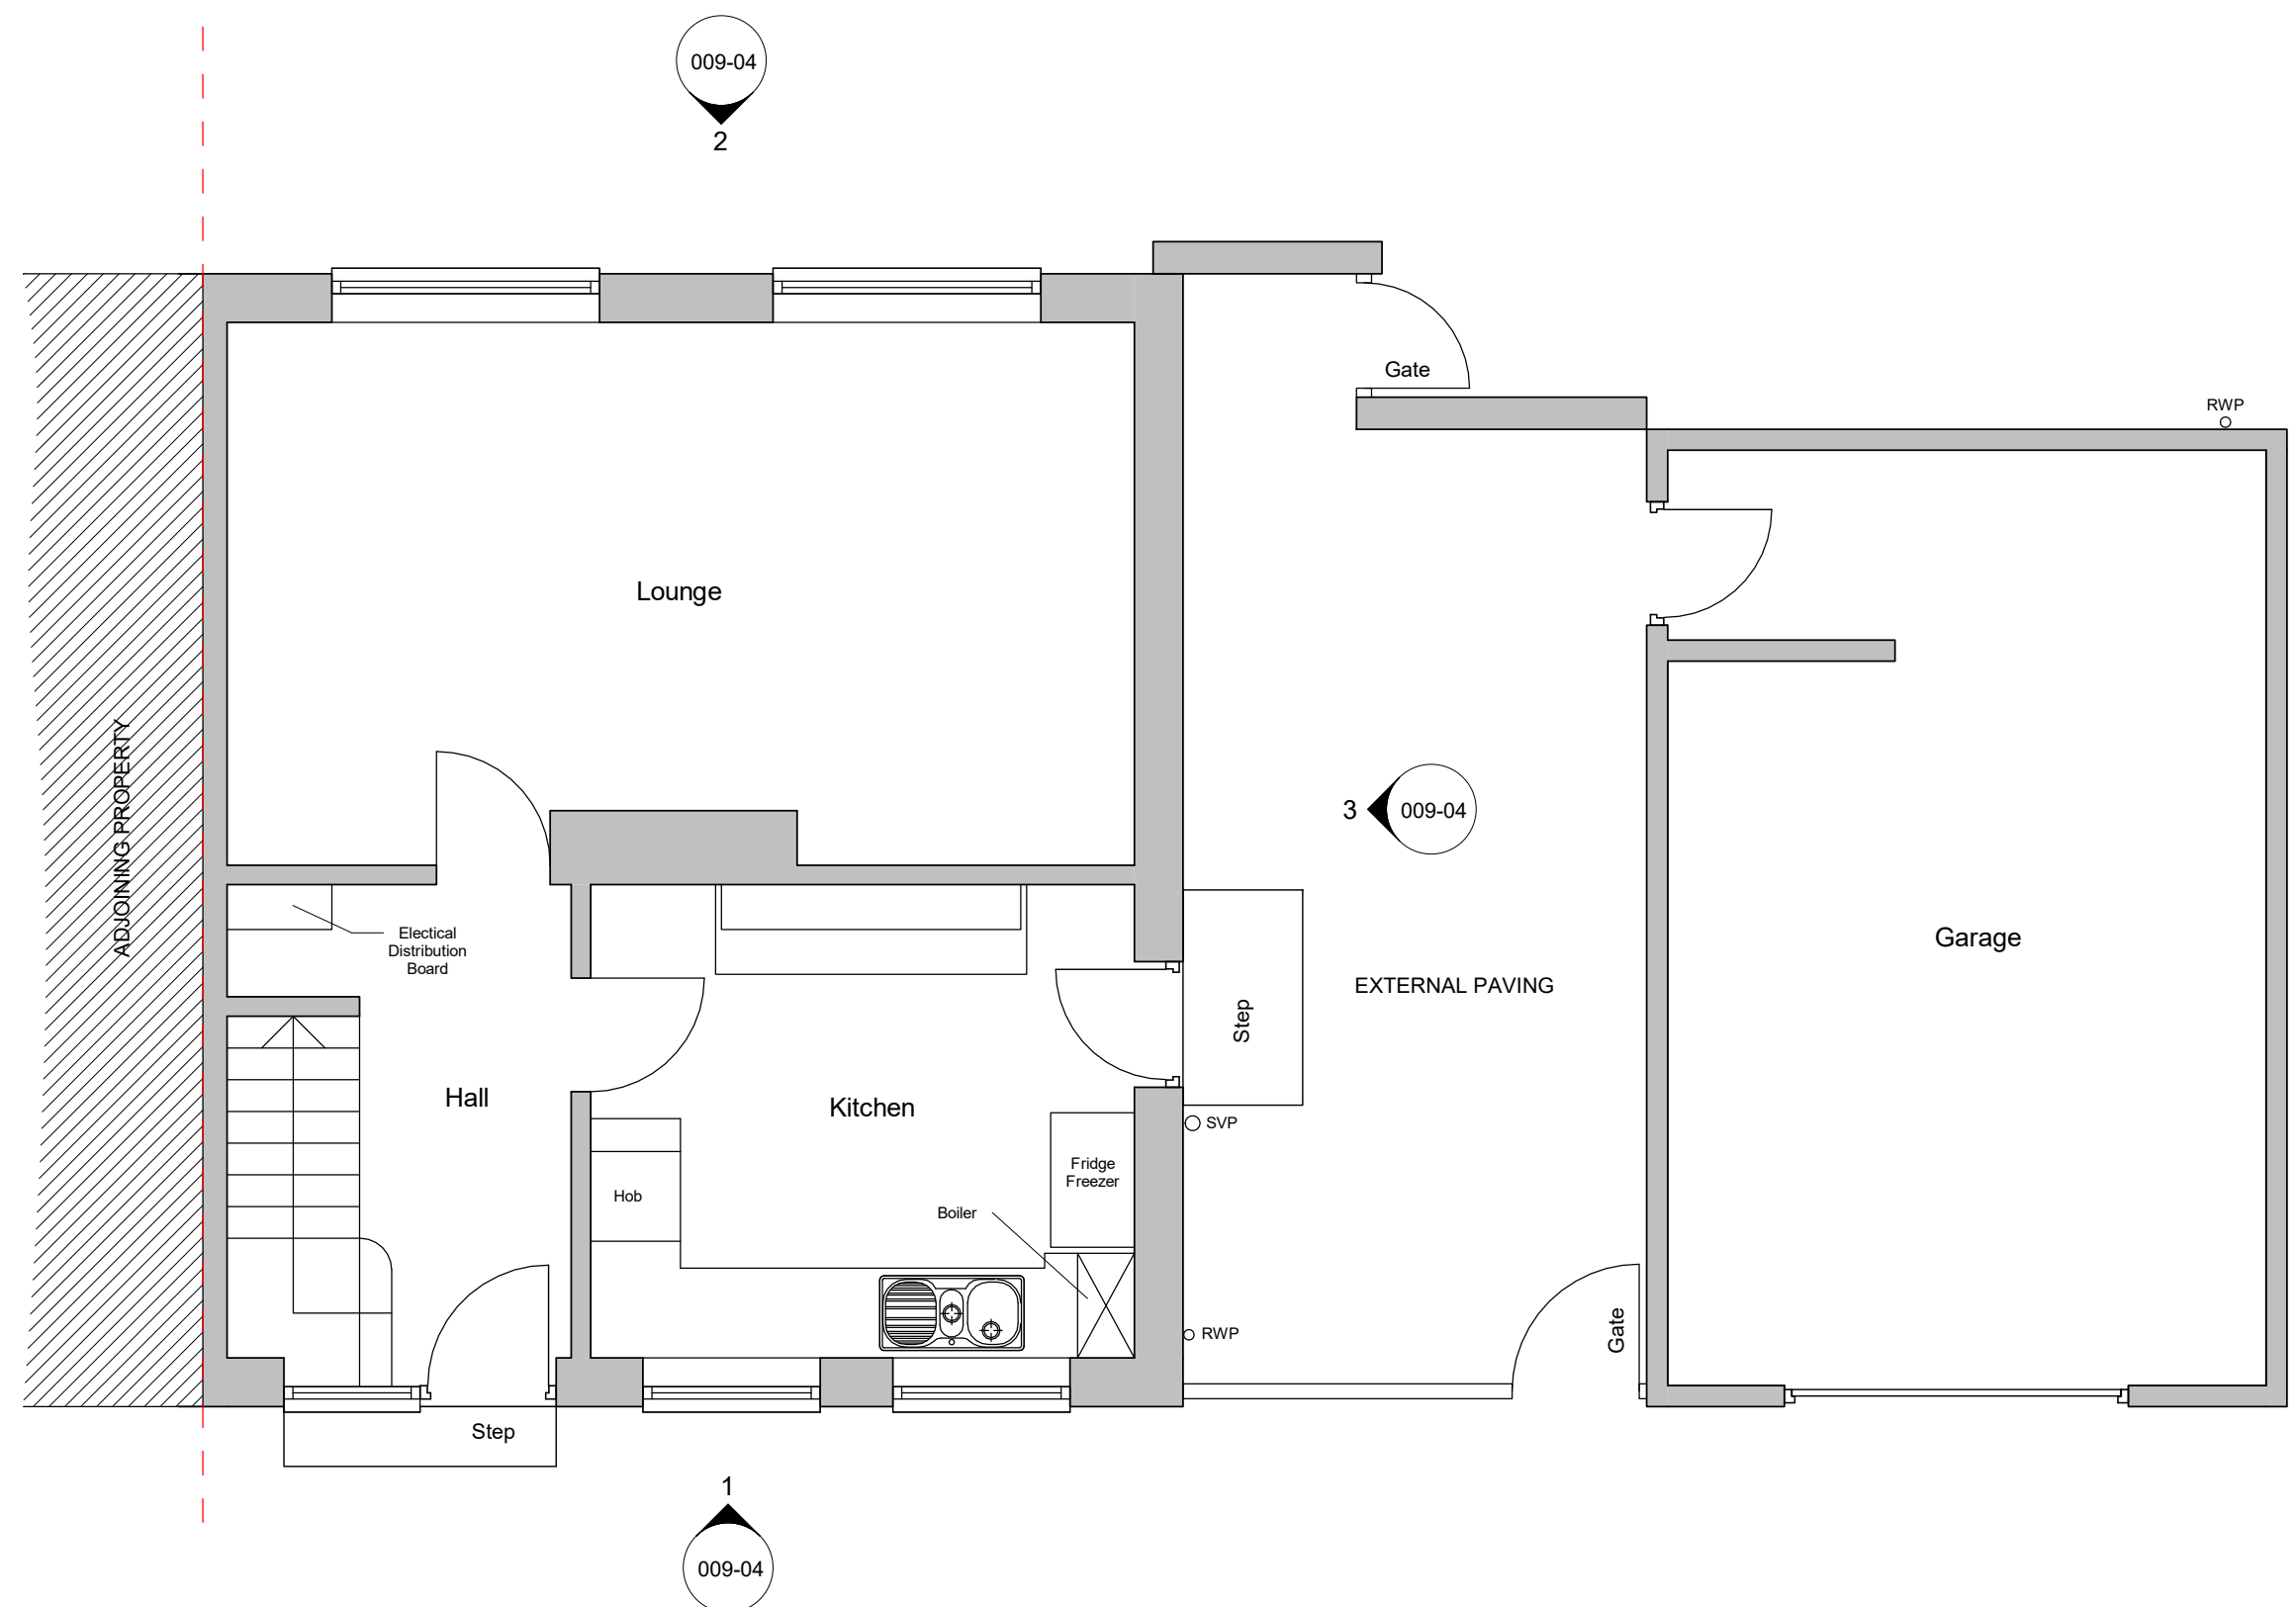 009-04
2
Gate
RWP
Lounge
ADJOINING PROPERTY
3
009-04
Electical
Distribution
Board
Garage
EXTERNAL PAVING
Step
Hall
Kitchen
SVP
Fridge
Freezer
Hob
Boiler
RWP
Gate
Step
1
009-04